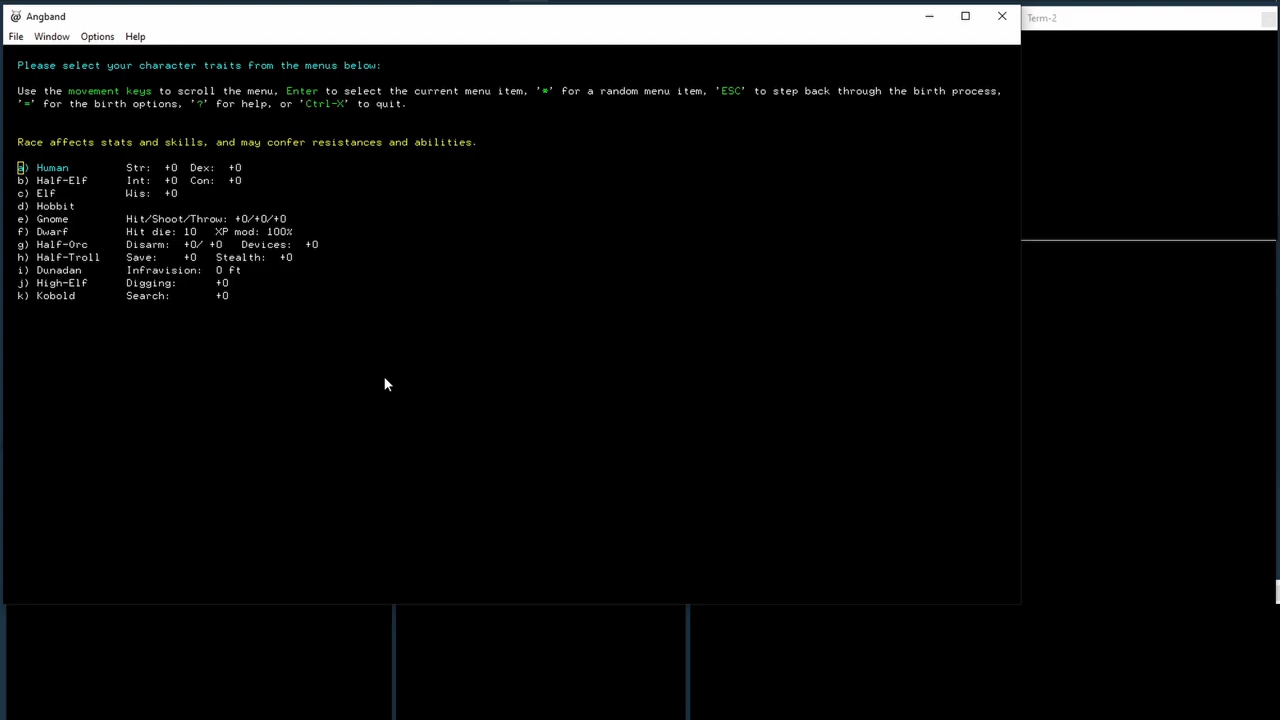 Angband
Term-2
File Window Options Help
Please select your character traits from the menus below:
Use the movement keys to scroll the menu, Enter to select the current menu item, '*' for a random menu item, 'ESC' to step back through the birth process,
'=' for the birth options, '?' for help, or 'Ctrl-X' to quit.
Race affects stats and skills, and may confer resistances and abilities.
a) Human Str: +0 Dex: +0
b) Half-Elf Int: +0 Con: +0
c) Elf Wis: +0
d) Hobbit
e) Gnome Hit/Shoot/Throw: +0/+0/+0
f) Dwarf Hit die: 10 XP mod: 100%
g) Half-Orc Disarm: +0/ +0 Devices: +0
h) Half-Troll Save: +0 Stealth: +0
i) Dunadan Infravision: 0 ft
j) High-Elf Digging: +0
k) Kobold Search: +0